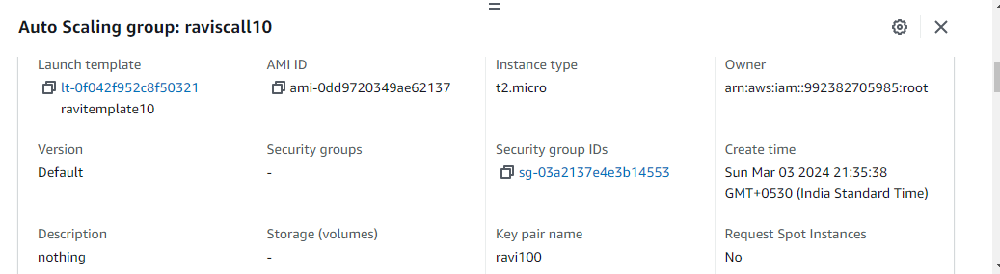 Auto Scaling group: raviscall10
Launch template AMI ID Instance type Owner
lt-0f042f952c8f50321 ami-0dd9720349ae62137 t2.micro arn:aws:iam::992382705985:root
ravitemplate10
Version Security groups Security group IDs Create time
Default - sg-03a2137e4e3b14553 Sun Mar 03 2024 21:35:38
GMT+0530 (India Standard Time)
Description Storage (volumes) Key pair name Request Spot Instances
nothing - ravi100 No